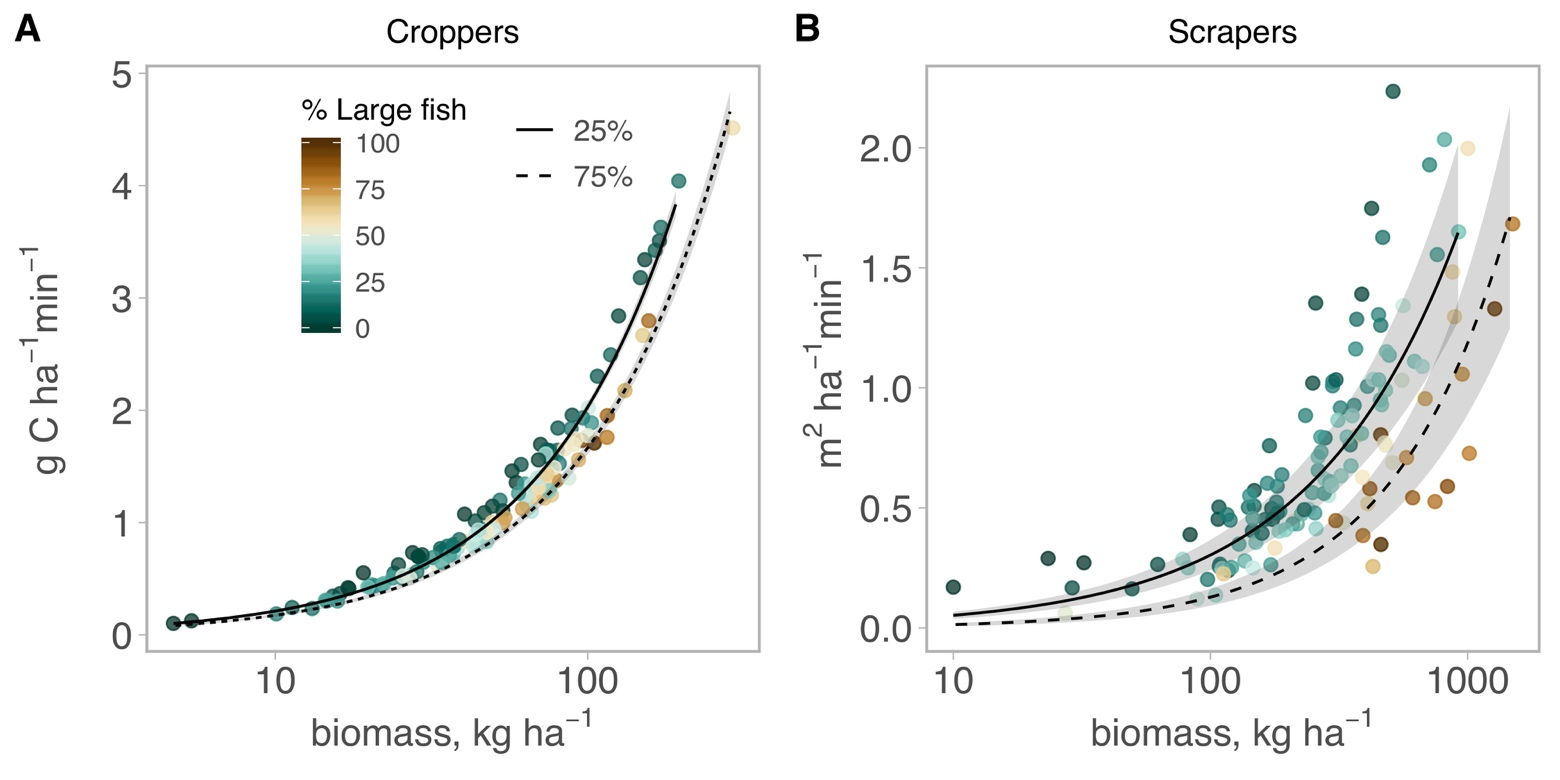 A
Croppers
% Large fish
100
75
50
25
0
25%
75%
5
4
3
2
1
0
g C ha⁻¹min⁻¹
10
100
biomass, kg ha⁻¹
B
Scrapers
2.0
1.5
1.0
0.5
0.0
m² ha⁻¹min⁻¹
10
100
1000
biomass, kg ha⁻¹